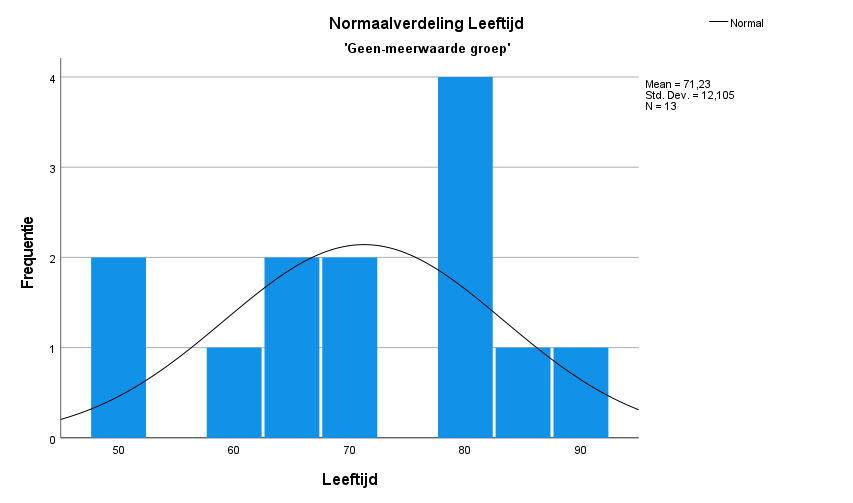 Normaalverdeling Leeftijd
'Geen-meerwaarde groep'
Normal
Mean = 71,23
Std. Dev. = 12,105
N = 13
Frequentie
4
3
2
1
0
50 60 70 80 90
Leeftijd